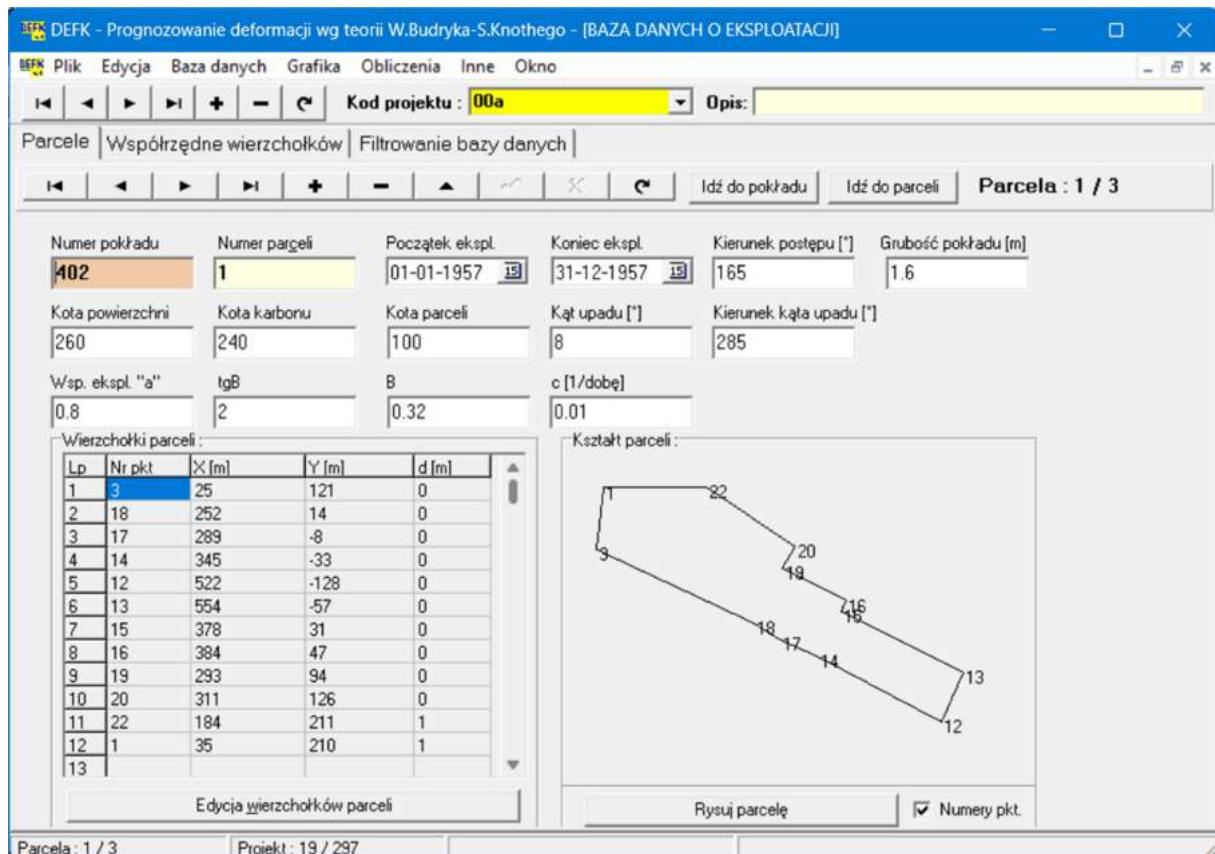 DEFK - Prognozowanie deformacji wg teorii W.Budryka-S.Knothego - [BAZA DANYCH O EKSPLOATACJI]
Plik Edycja Baza danych Grafika Obliczenia Inne Okno
Kod projektu : 00a Opis:
Parcele Współrzędne wierzchołków Filtrowanie bazy danych
Idź do pokładu Idź do parceli Parcela : 1 / 3
Numer pokładu Numer parceli Początek ekspl. Koniec ekspl. Kierunek postępu [°] Grubość pokładu [m]
402 1 01-01-1957 15 31-12-1957 15 165 1.6
Kota powierzchni Kota karbonu Kota parceli Kąt upadu [°] Kierunek kąta upadu [°]
260 240 100 8 285
Wsp. ekspl. "a" tgB B c [1/dobę]
0.8 2 0.32 0.01
Wierzchołki parceli : Kształt parceli :
Lp Nr pkt X [m] Y [m] d [m]
1 3 25 121 0
2 18 252 14 0
3 17 289 -8 0
4 14 345 -33 0
5 12 522 -128 0
6 13 554 -57 0
7 15 378 31 0
8 16 384 47 0
9 19 293 94 0
10 20 311 126 0
11 22 184 211 1
12 1 35 210 1
13
1 22
20
3 19
16
15
18
17
14
13
12
Edycja wierzchołków parceli Rysuj parcelę Numery pkt.
Parcela : 1 / 3 Projekt : 19 / 297